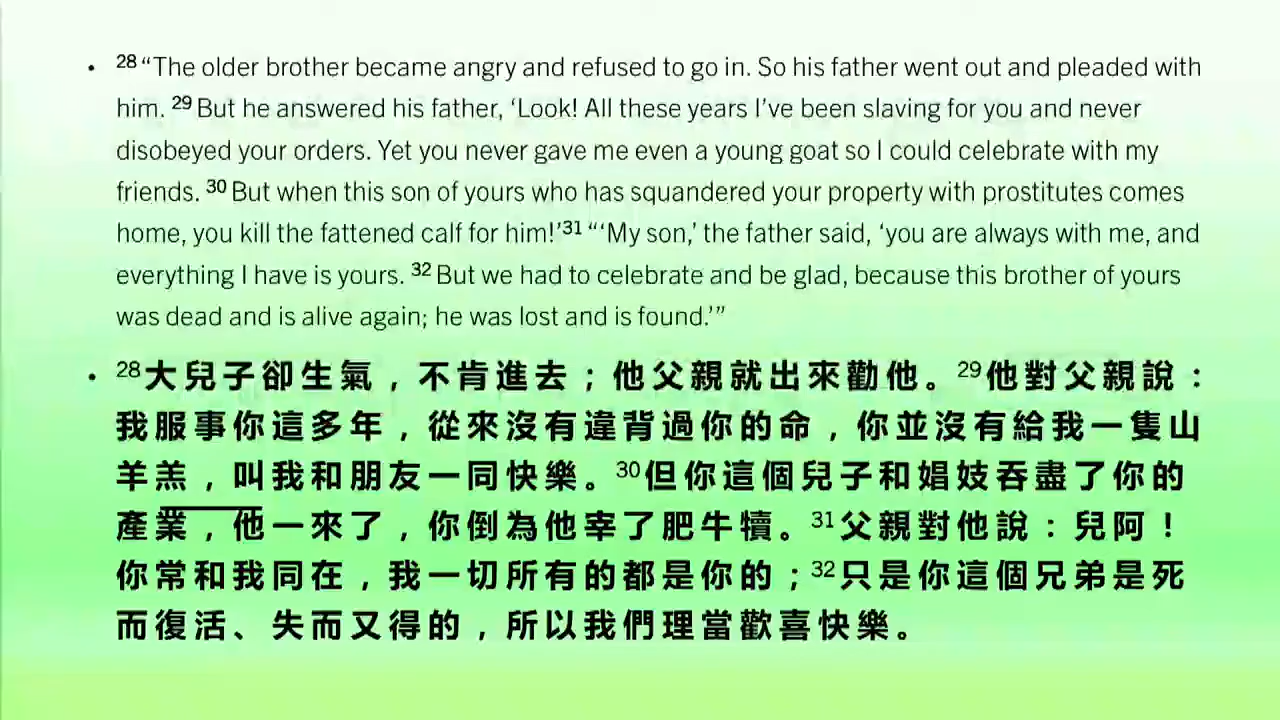 • 28 “The older brother became angry and refused to go in. So his father went out and pleaded with
him. 29 But he answered his father, ‘Look! All these years I’ve been slaving for you and never
disobeyed your orders. Yet you never gave me even a young goat so I could celebrate with my
friends. 30 But when this son of yours who has squandered your property with prostitutes comes
home, you kill the fattened calf for him!’31 “‘My son,’ the father said, ‘you are always with me, and
everything I have is yours. 32 But we had to celebrate and be glad, because this brother of yours
was dead and is alive again; he was lost and is found.’”
• 28大兒子卻生氣，不肯進去；他父親就出來勸他。29他對父親說：
我服事你這多年，從來沒有違背過你的命，你並沒有給我一隻山
羊羔，叫我和朋友一同快樂。30但你這個兒子和娼妓吞盡了你的
產業，他一來了，你倒為他宰了肥牛犢。31父親對他說：兒阿！
你常和我同在，我一切所有的都是你的；32只是你這個兄弟是死
而復活、失而又得的，所以我們理當歡喜快樂。